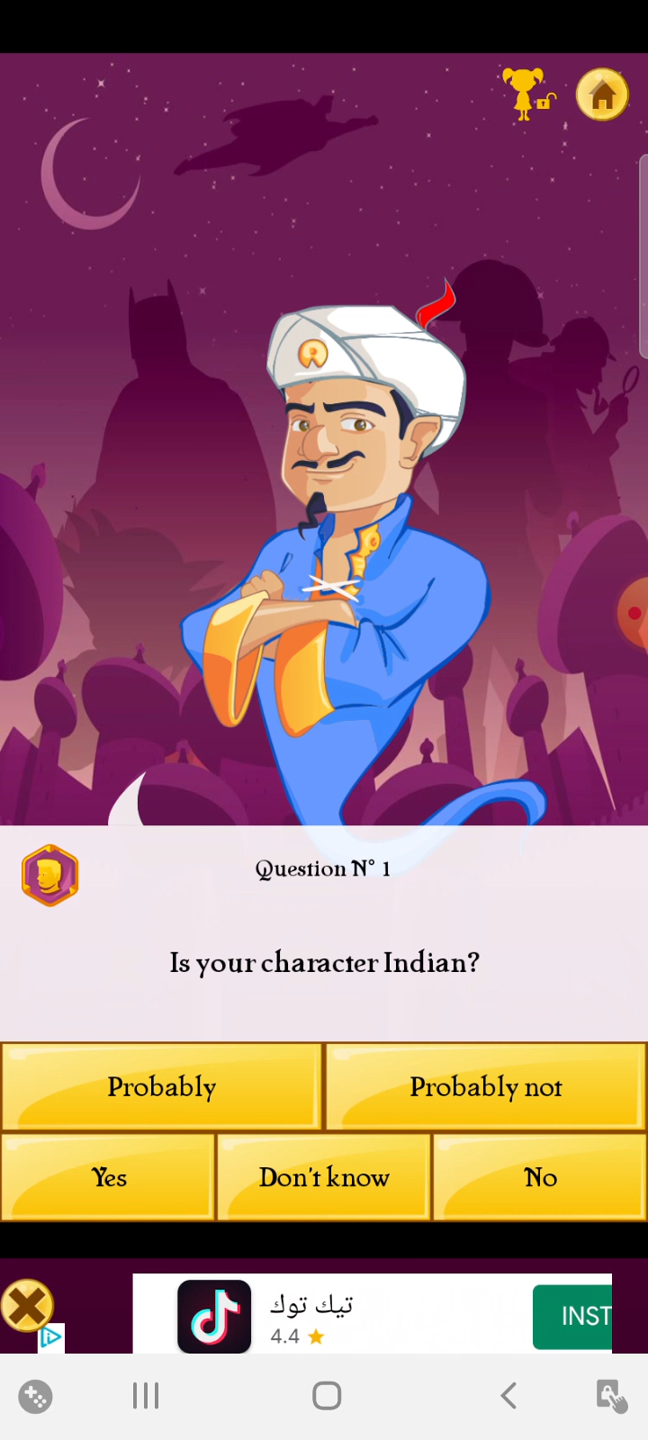 Question N° 1
Is your character Indian?
Probably
Probably not
Yes
Don't know
No
تيك توك
4.4
INST